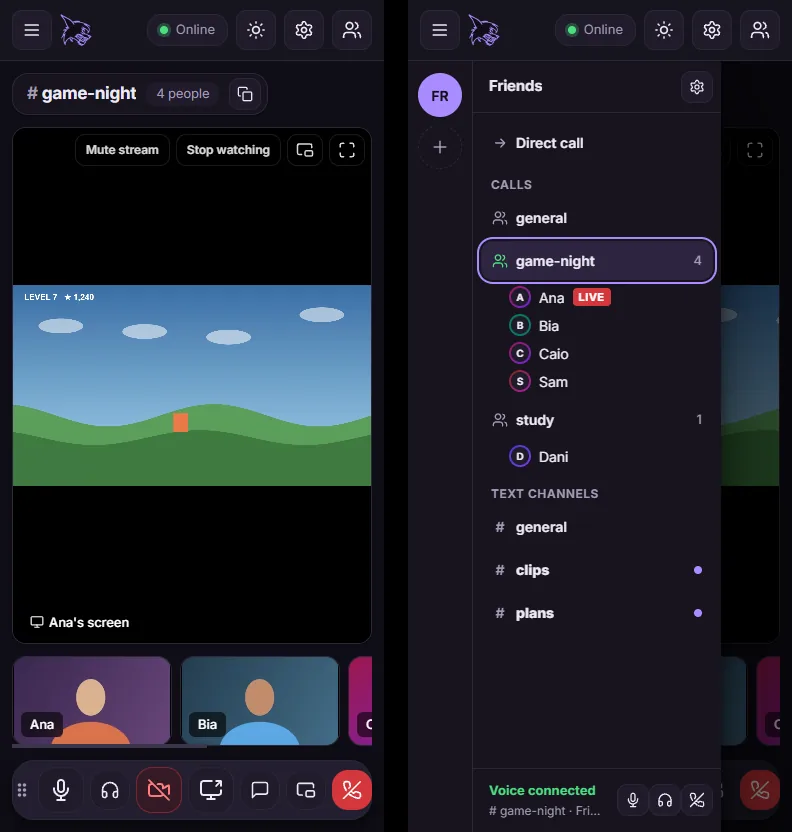 Online
# game-night 4 people
Mute stream Stop watching
LEVEL 7 ★ 1,240
Ana's screen
Ana
Bia
C
Online
FR
Friends
→ Direct call
CALLS
general
game-night 4
A Ana LIVE
B Bia
C Caio
S Sam
study 1
D Dani
TEXT CHANNELS
# general
# clips
# plans
Voice connected
# game-night · Fri...